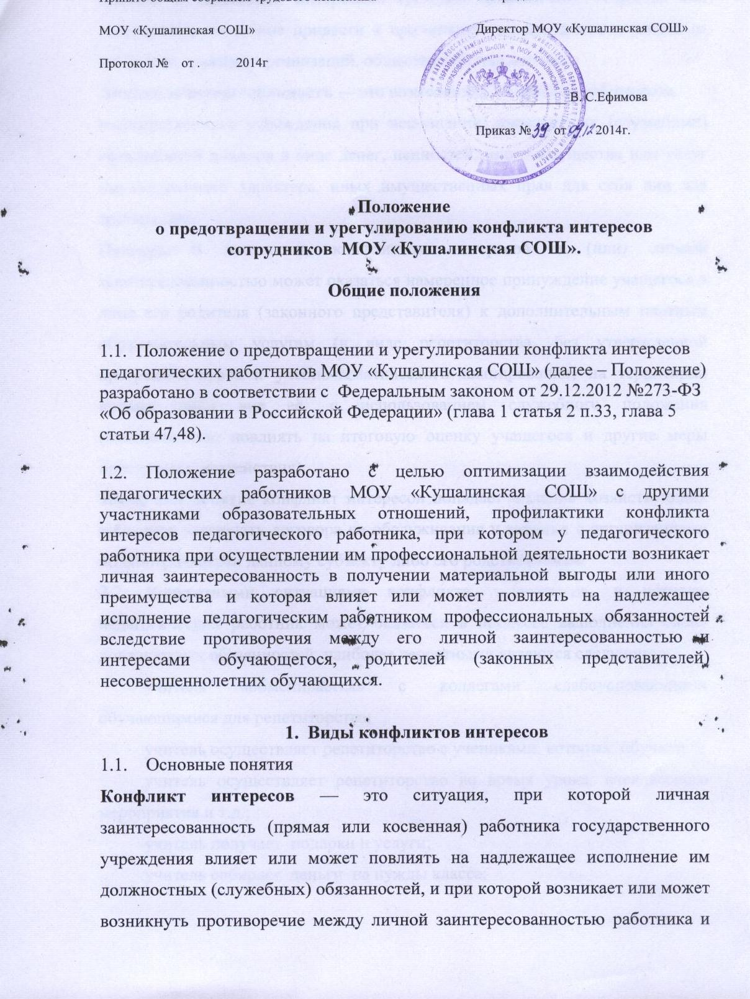 МОУ «Кушалинская СОШ»
Директор МОУ «Кушалинская СОШ»
Протокол № от . 2014г
В. С.Ефимова
Приказ № 39 от 09.12 2014г.
Положение
о предотвращении и урегулированию конфликта интересов
сотрудников МОУ«Кушалинская СОШ».
Общие положения
1.1. Положение о предотвращении и урегулировании конфликта интересов
педагогических работников МОУ «Кушалинская СОШ» (далее – Положение)
разработано в соответствии с Федеральным законом от 29.12.2012 №273-ФЗ
«Об образовании в Российской Федерации» (глава 1 статья 2 п.33, глава 5
статьи 47,48).
1.2. Положение разработано с целью оптимизации взаимодействия
педагогических работников МОУ «Кушалинская СОШ» с другими
участниками образовательных отношений, профилактики конфликта
интересов педагогического работника, при котором у педагогического
работника при осуществлении им профессиональной деятельности возникает
личная заинтересованность в получении материальной выгоды или иного
преимущества и которая влияет или может повлиять на надлежащее
исполнение педагогическим работником профессиональных обязанностей
вследствие противоречия между его личной заинтересованностью и
интересами обучающегося, родителей (законных представителей)
несовершеннолетних обучающихся.
1. Виды конфликтов интересов
1.1. Основные понятия
Конфликт интересов — это ситуация, при которой личная
заинтересованность (прямая или косвенная) работника государственного
учреждения влияет или может повлиять на надлежащее исполнение им
должностных (служебных) обязанностей, и при которой возникает или может
возникнуть противоречие между личной заинтересованностью работника и